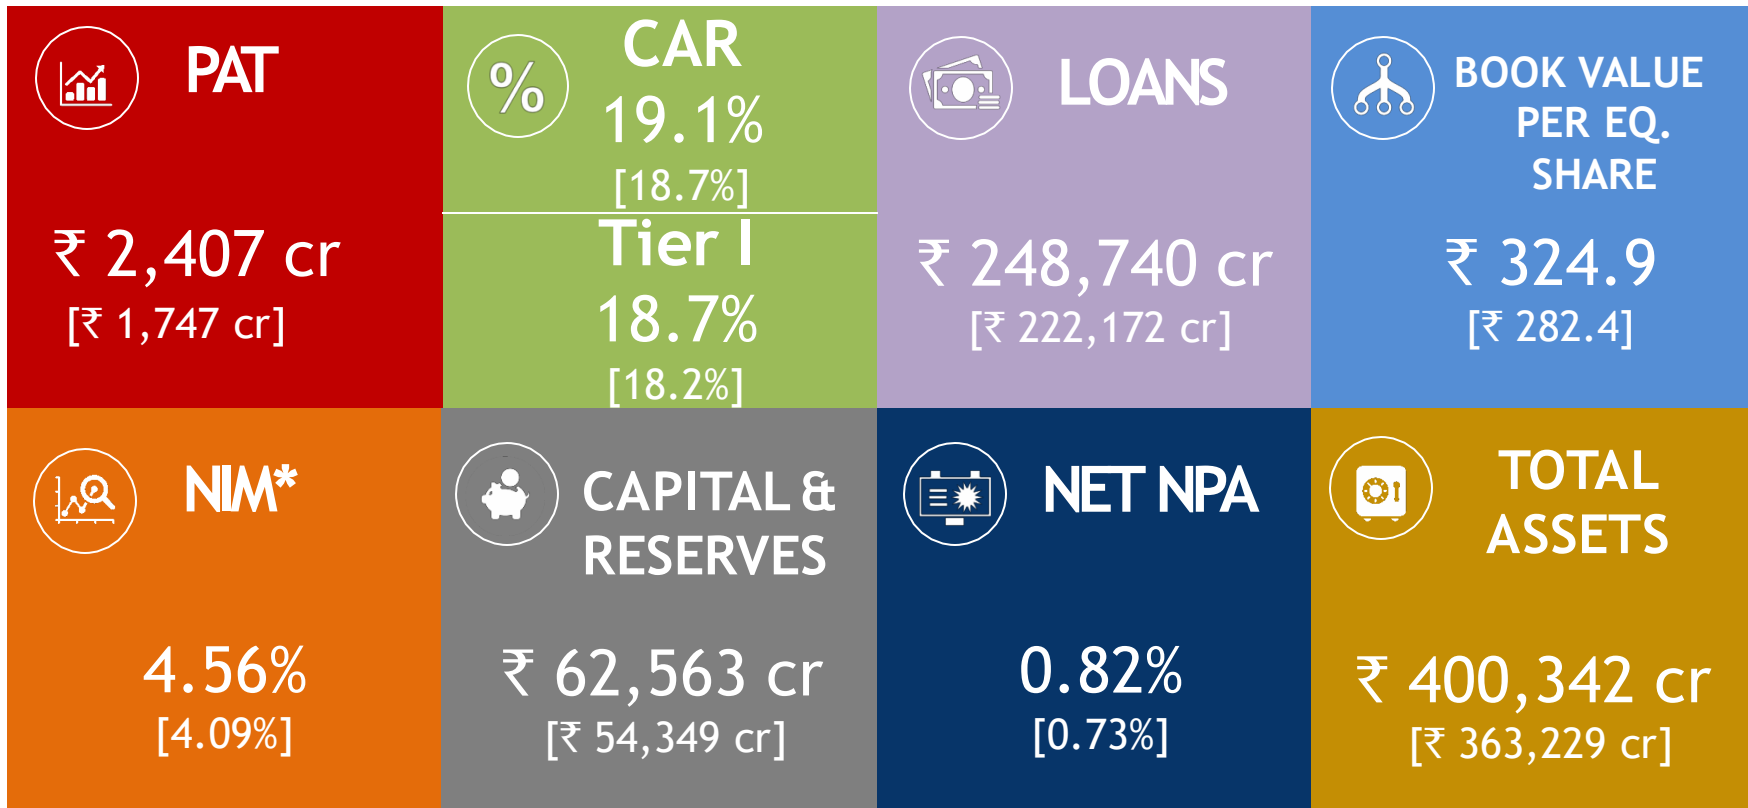 PAT
₹ 2,407 cr
[₹ 1,747 cr]
%
CAR
19.1%
[18.7%]
Tier I
18.7%
[18.2%]
LOANS
₹ 248,740 cr
[₹ 222,172 cr]
BOOK VALUE
PER EQ.
SHARE
₹ 324.9
[₹ 282.4]
NIM*
4.56%
[4.09%]
CAPITAL &
RESERVES
₹ 62,563 cr
[₹ 54,349 cr]
NET NPA
0.82%
[0.73%]
TOTAL
ASSETS
₹ 400,342 cr
[₹ 363,229 cr]